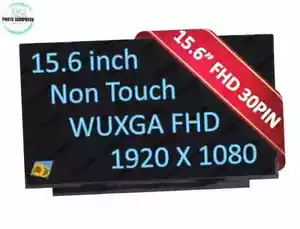 15.6" FHD 30PIN
15.6 inch
Non Touch
WUXGA FHD
1920 X 1080